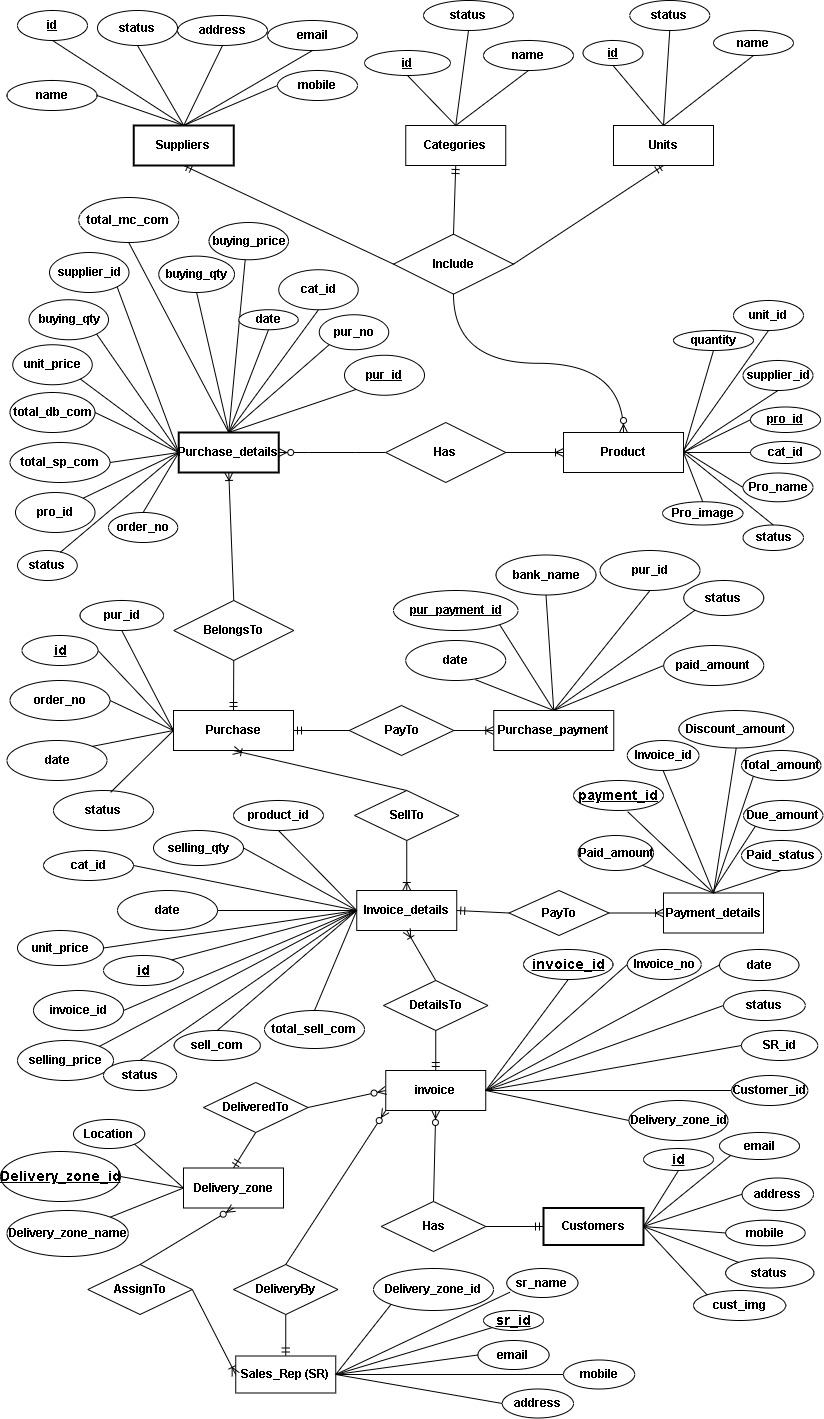 status
status
id
status
address
email
name
name
id
id
mobile
name
Suppliers
Categories
Units
total_mc_com
buying_price
Include
supplier_id
buying_qty
cat_id
buying_qty
date
unit_id
pur_no
quantity
unit_price
pur_id
supplier_id
total_db_com
pro_id
Purchase_details
Has
Product
cat_id
total_sp_com
Pro_name
pro_id
Pro_image
order_no
status
status
bank_name
pur_id
status
pur_id
pur_payment_id
BelongsTo
id
date
paid_amount
order_no
Purchase
PayTo
Purchase_payment
Discount_amount
date
Invoice_id
Total_amount
payment_id
status
product_id
SellTo
Due_amount
selling_qty
Paid_amount
Paid_status
cat_id
date
Invoice_details
PayTo
Payment_details
unit_price
id
invoice_id
Invoice_no
date
invoice_id
DetailsTo
status
total_sell_com
sell_com
SR_id
selling_price
status
invoice
Customer_id
DeliveredTo
Delivery_zone_id
Location
email
id
Delivery_zone_id
Delivery_zone
address
Has
Customers
Delivery_zone_name
mobile
status
AssignTo
DeliveryBy
Delivery_zone_id
sr_name
cust_img
sr_id
email
Sales_Rep (SR)
mobile
address